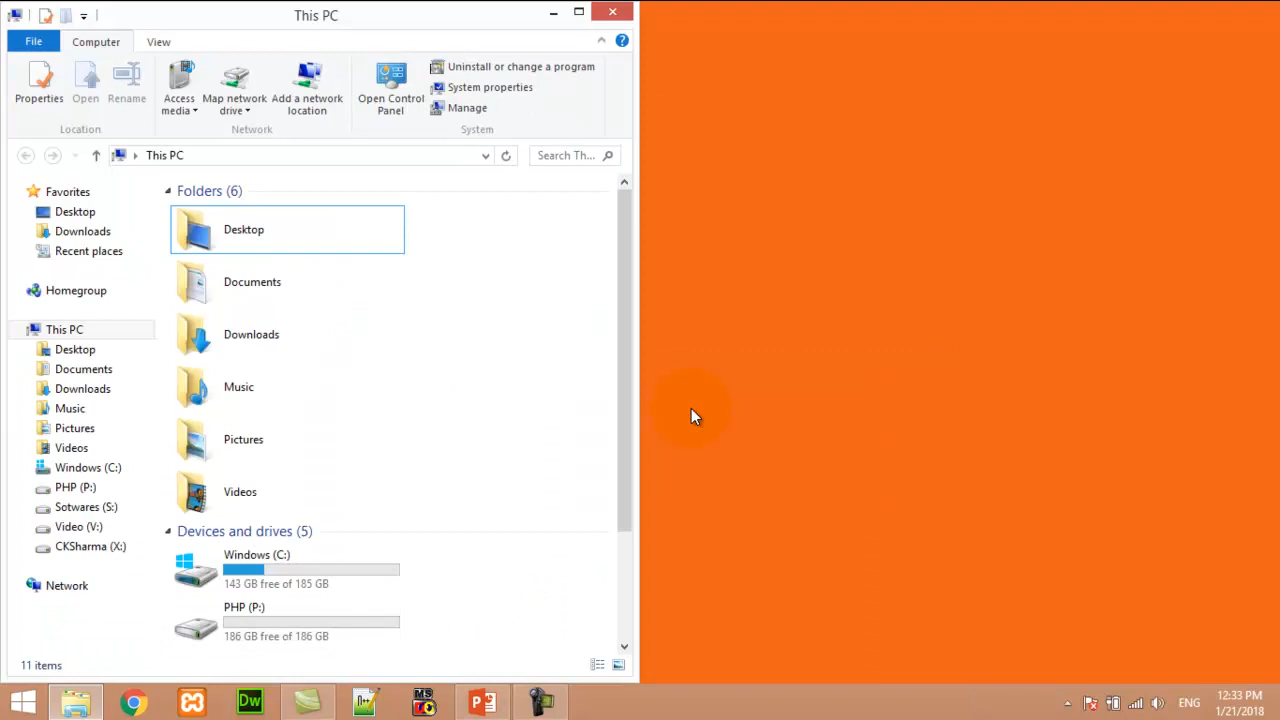 This PC
File
Computer
View
Properties
Open
Rename
Access media
Map network drive
Add a network location
Open Control Panel
Uninstall or change a program
System properties
Manage
Location
Network
System
This PC
Search Th...
Favorites
Desktop
Downloads
Recent places
Homegroup
This PC
Desktop
Documents
Downloads
Music
Pictures
Videos
Windows (C:)
PHP (P:)
Sotwares (S:)
Video (V:)
CKSharma (X:)
Network
Folders (6)
Desktop
Documents
Downloads
Music
Pictures
Videos
Devices and drives (5)
Windows (C:)
143 GB free of 185 GB
PHP (P:)
186 GB free of 186 GB
11 items
Dw
MS
ENG
12:33 PM
1/21/2018